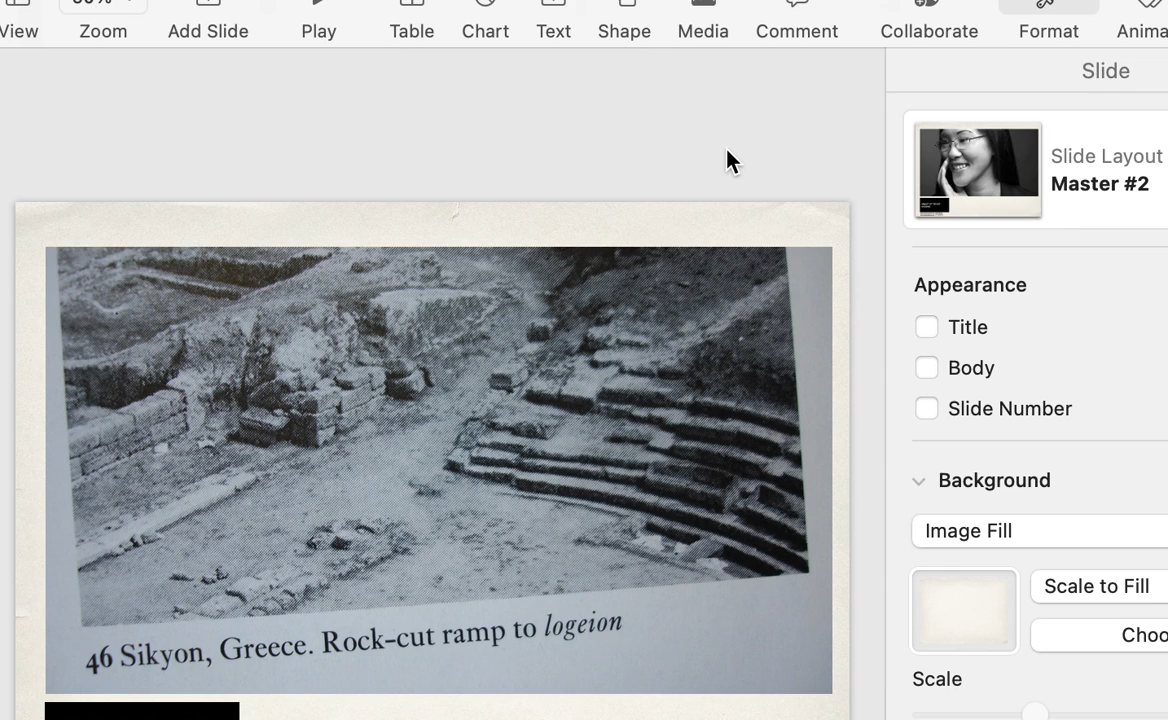 View Zoom Add Slide Play Table Chart Text Shape Media Comment Collaborate Format
Slide
Slide Layout
Master #2
Appearance
Title
Body
Slide Number
Background
Image Fill
Scale to Fill
Scale
46 Sikyon, Greece. Rock-cut ramp to logeion